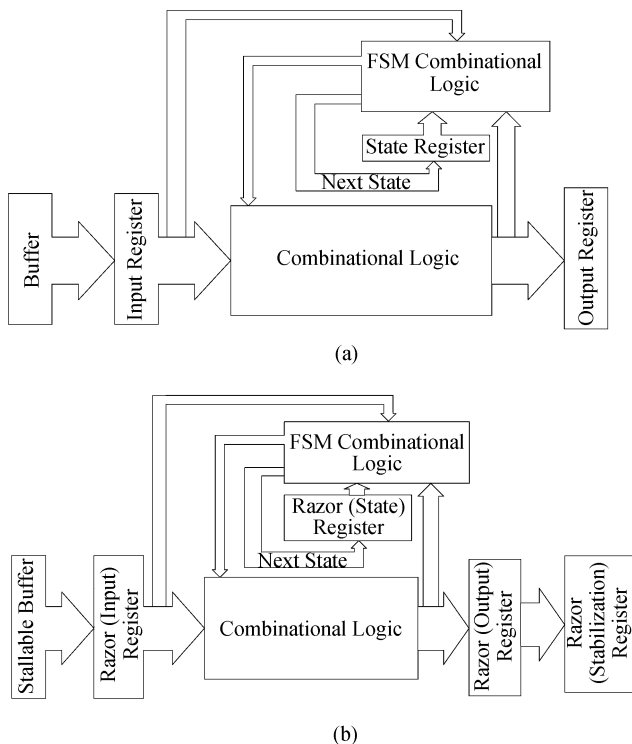 FSM Combinational
Logic
State Register
Next State
Buffer
Input Register
Combinational Logic
Output Register
(a)
FSM Combinational
Logic
Razor (State)
Register
Next State
Stallable Buffer
Razor (Input)
Register
Combinational Logic
Razor (Output)
Register
Razor
(Stabilization)
Register
(b)